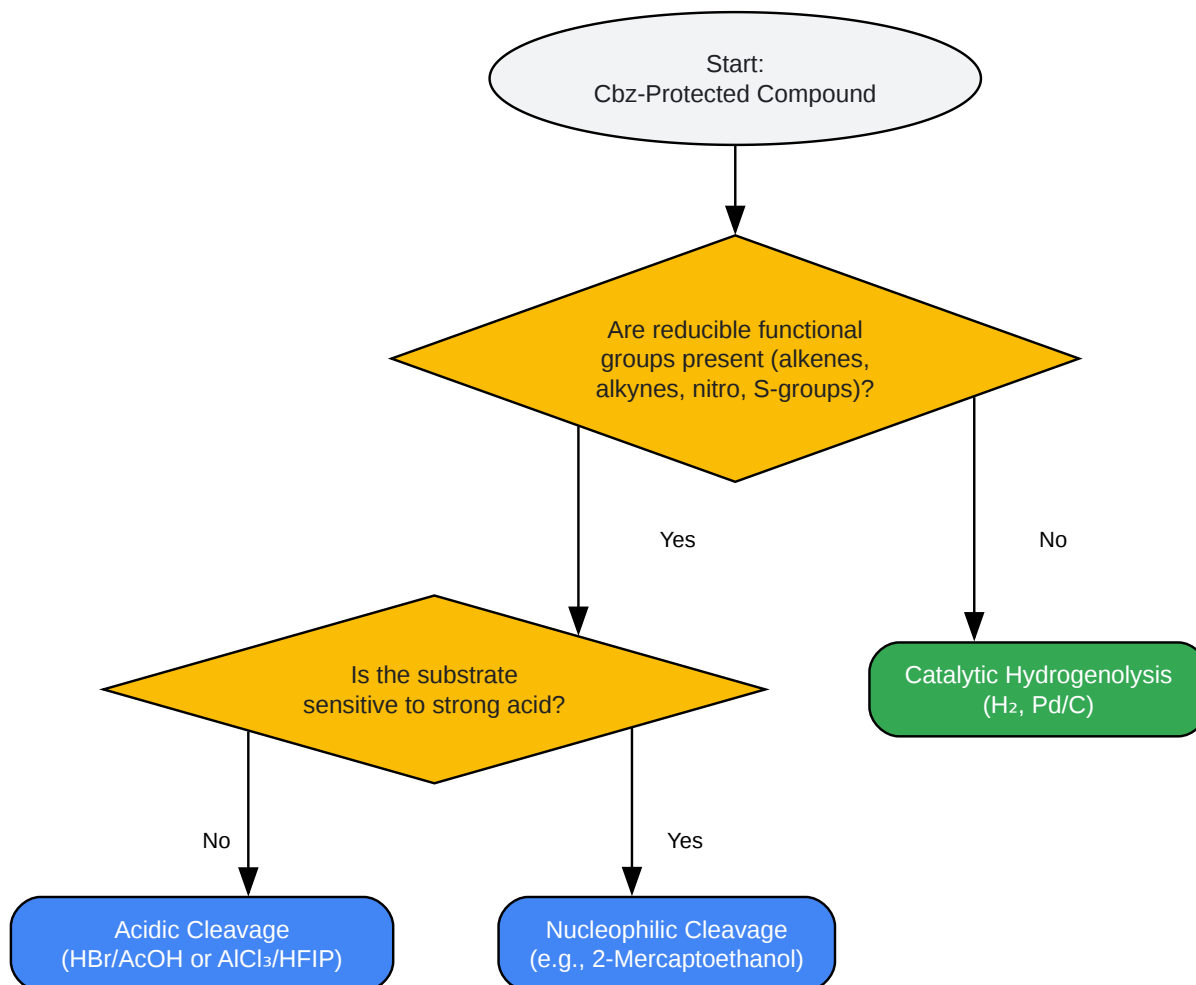 Start:
Cbz-Protected Compound
Are reducible functional
groups present (alkenes,
alkynes, nitro, S-groups)?
Yes
No
Is the substrate
sensitive to strong acid?
Catalytic Hydrogenolysis
(H₂, Pd/C)
No
Yes
Acidic Cleavage
(HBr/AcOH or AlCl₃/HFIP)
Nucleophilic Cleavage
(e.g., 2-Mercaptoethanol)